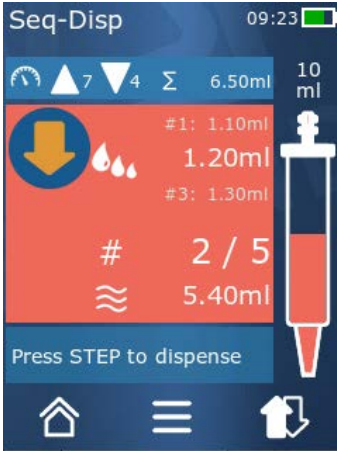 Seq-Disp 09:23
7 4 Σ 6.50ml
10
ml
#1: 1.10ml
1.20ml
#3: 1.30ml
# 2 / 5
5.40ml
Press STEP to dispense